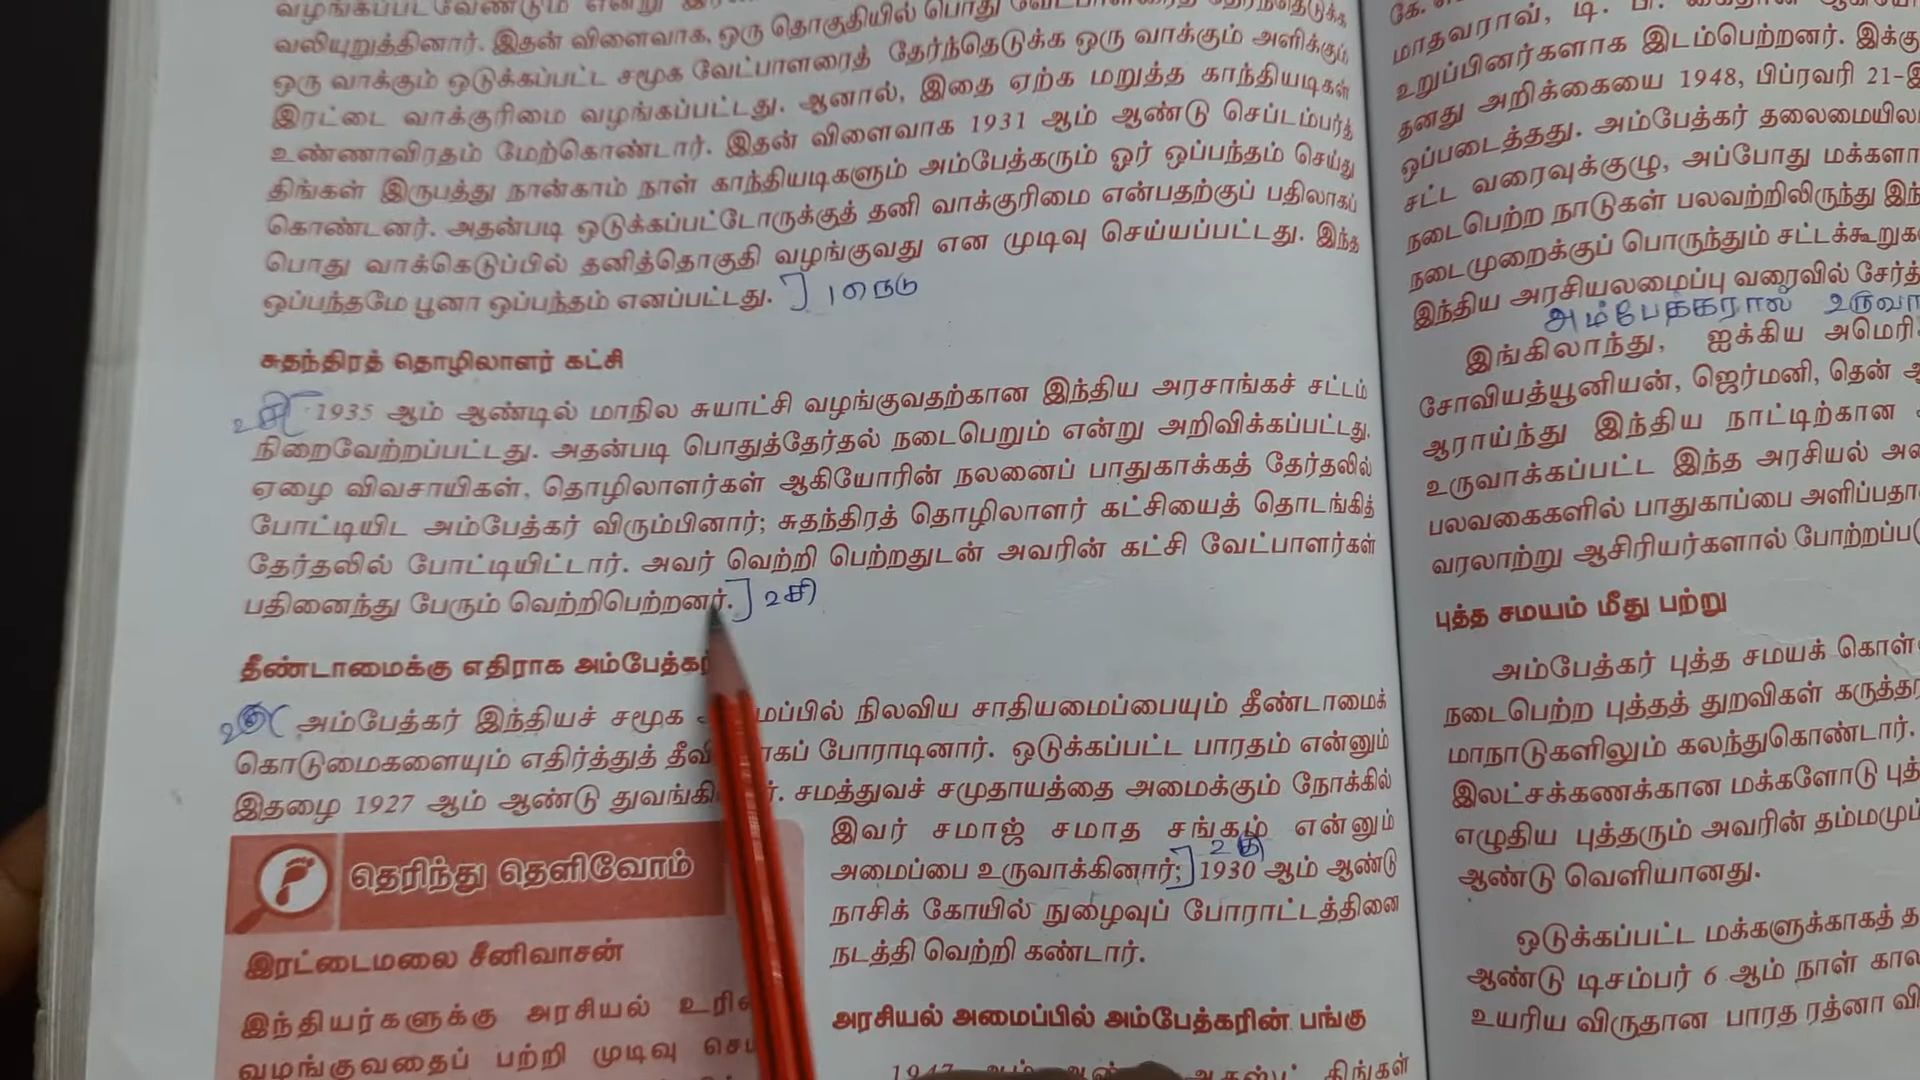 வலியுறுத்தினார். இதன் விளைவாக, ஒரு தொகுதியில் பொது வேட்பாளரைத் தேர்ந்தெடுக்க
ஒரு வாக்கும் ஒடுக்கப்பட்ட சமூக வேட்பாளரைத் தேர்ந்தெடுக்க ஒரு வாக்கும் அளிக்கும்
இரட்டை வாக்குரிமை வழங்கப்பட்டது. ஆனால், இதை ஏற்க மறுத்த காந்தியடிகள்
உண்ணாவிரதம் மேற்கொண்டார். இதன் விளைவாக 1931 ஆம் ஆண்டு செப்டம்பர்த்
திங்கள் இருபத்து நான்காம் நாள் காந்தியடிகளும் அம்பேத்கரும் ஓர் ஒப்பந்தம் செய்து
கொண்டனர். அதன்படி ஒடுக்கப்பட்டோருக்குத் தனி வாக்குரிமை என்பதற்குப் பதிலாகப்
பொது வாக்கெடுப்பில் தனித்தொகுதி வழங்குவது என முடிவு செய்யப்பட்டது. இந்த
ஒப்பந்தமே பூனா ஒப்பந்தம் எனப்பட்டது. ] 1 நெடு
சுதந்திரத் தொழிலாளர் கட்சி
1935 ஆம் ஆண்டில் மாநில சுயாட்சி வழங்குவதற்கான இந்திய அரசாங்கச் சட்டம்
நிறைவேற்றப்பட்டது. அதன்படி பொதுத்தேர்தல் நடைபெறும் என்று அறிவிக்கப்பட்டது.
ஏழை விவசாயிகள், தொழிலாளர்கள் ஆகியோரின் நலனைப் பாதுகாக்கத் தேர்தலில்
போட்டியிட அம்பேத்கர் விரும்பினார்; சுதந்திரத் தொழிலாளர் கட்சியைத் தொடங்கித்
தேர்தலில் போட்டியிட்டார். அவர் வெற்றி பெற்றதுடன் அவரின் கட்சி வேட்பாளர்கள்
பதினைந்து பேரும் வெற்றிபெற்றனர். ] 2சி
தீண்டாமைக்கு எதிராக அம்பேத்கர்
அம்பேத்கர் இந்தியச் சமூக நிலவிய சாதியமைப்பையும் தீண்டாமைக்
கொடுமைகளையும் எதிர்த்துத் போராடினார். ஒடுக்கப்பட்ட பாரதம் என்னும்
இதழை 1927 ஆம் ஆண்டு சமத்துவச் சமுதாயத்தை அமைக்கும் நோக்கில்
இவர் சமாஜ் சமாத சங்கம் என்னும்
அமைப்பை உருவாக்கினார்; ] 1930 ஆம் ஆண்டு
நாசிக் கோயில் நுழைவுப் போராட்டத்தினை
நடத்தி வெற்றி கண்டார்.
அரசியல் அமைப்பில் அம்பேத்கரின் பங்கு
தெரிந்து தெளிவோம்
இரட்டைமலை சீனிவாசன்
இந்தியர்களுக்கு அரசியல்
வழங்குவதைப் பற்றி முடிவு
மாதவராவ், டி. பி.
உறுப்பினர்களாக இடம்பெற்றனர்.
தனது அறிக்கையை 1948, பிப்ரவரி
ஒப்படைத்தது. அம்பேத்கர்
சட்ட வரைவுக்குழு, அப்போது
நடைபெற்ற நாடுகள் பலவற்றிலிருந்து
நடைமுறைக்குப் பொருந்தும்
இந்திய அரசியலமைப்பு வரைவில்
அம்பேத்கரால்
இங்கிலாந்து, ஐக்கிய
சோவியத்யூனியன், ஜெர்மனி, தென்
ஆராய்ந்து இந்திய நாட்டிற்கான
உருவாக்கப்பட்ட இந்த அரசியல்
பலவகைகளில் பாதுகாப்பை
வரலாற்று ஆசிரியர்களால்
புத்த சமயம் மீது பற்று
அம்பேத்கர் புத்த சமயக்
நடைபெற்ற புத்தத் துறவிகள்
மாநாடுகளிலும் கலந்துகொண்டார்.
இலட்சக்கணக்கான மக்களோடு
எழுதிய புத்தரும் அவரின்
ஆண்டு வெளியானது.
ஒடுக்கப்பட்ட மக்களுக்காகத்
ஆண்டு டிசம்பர் 6 ஆம் நாள்
உயரிய விருதான பாரத ரத்னா